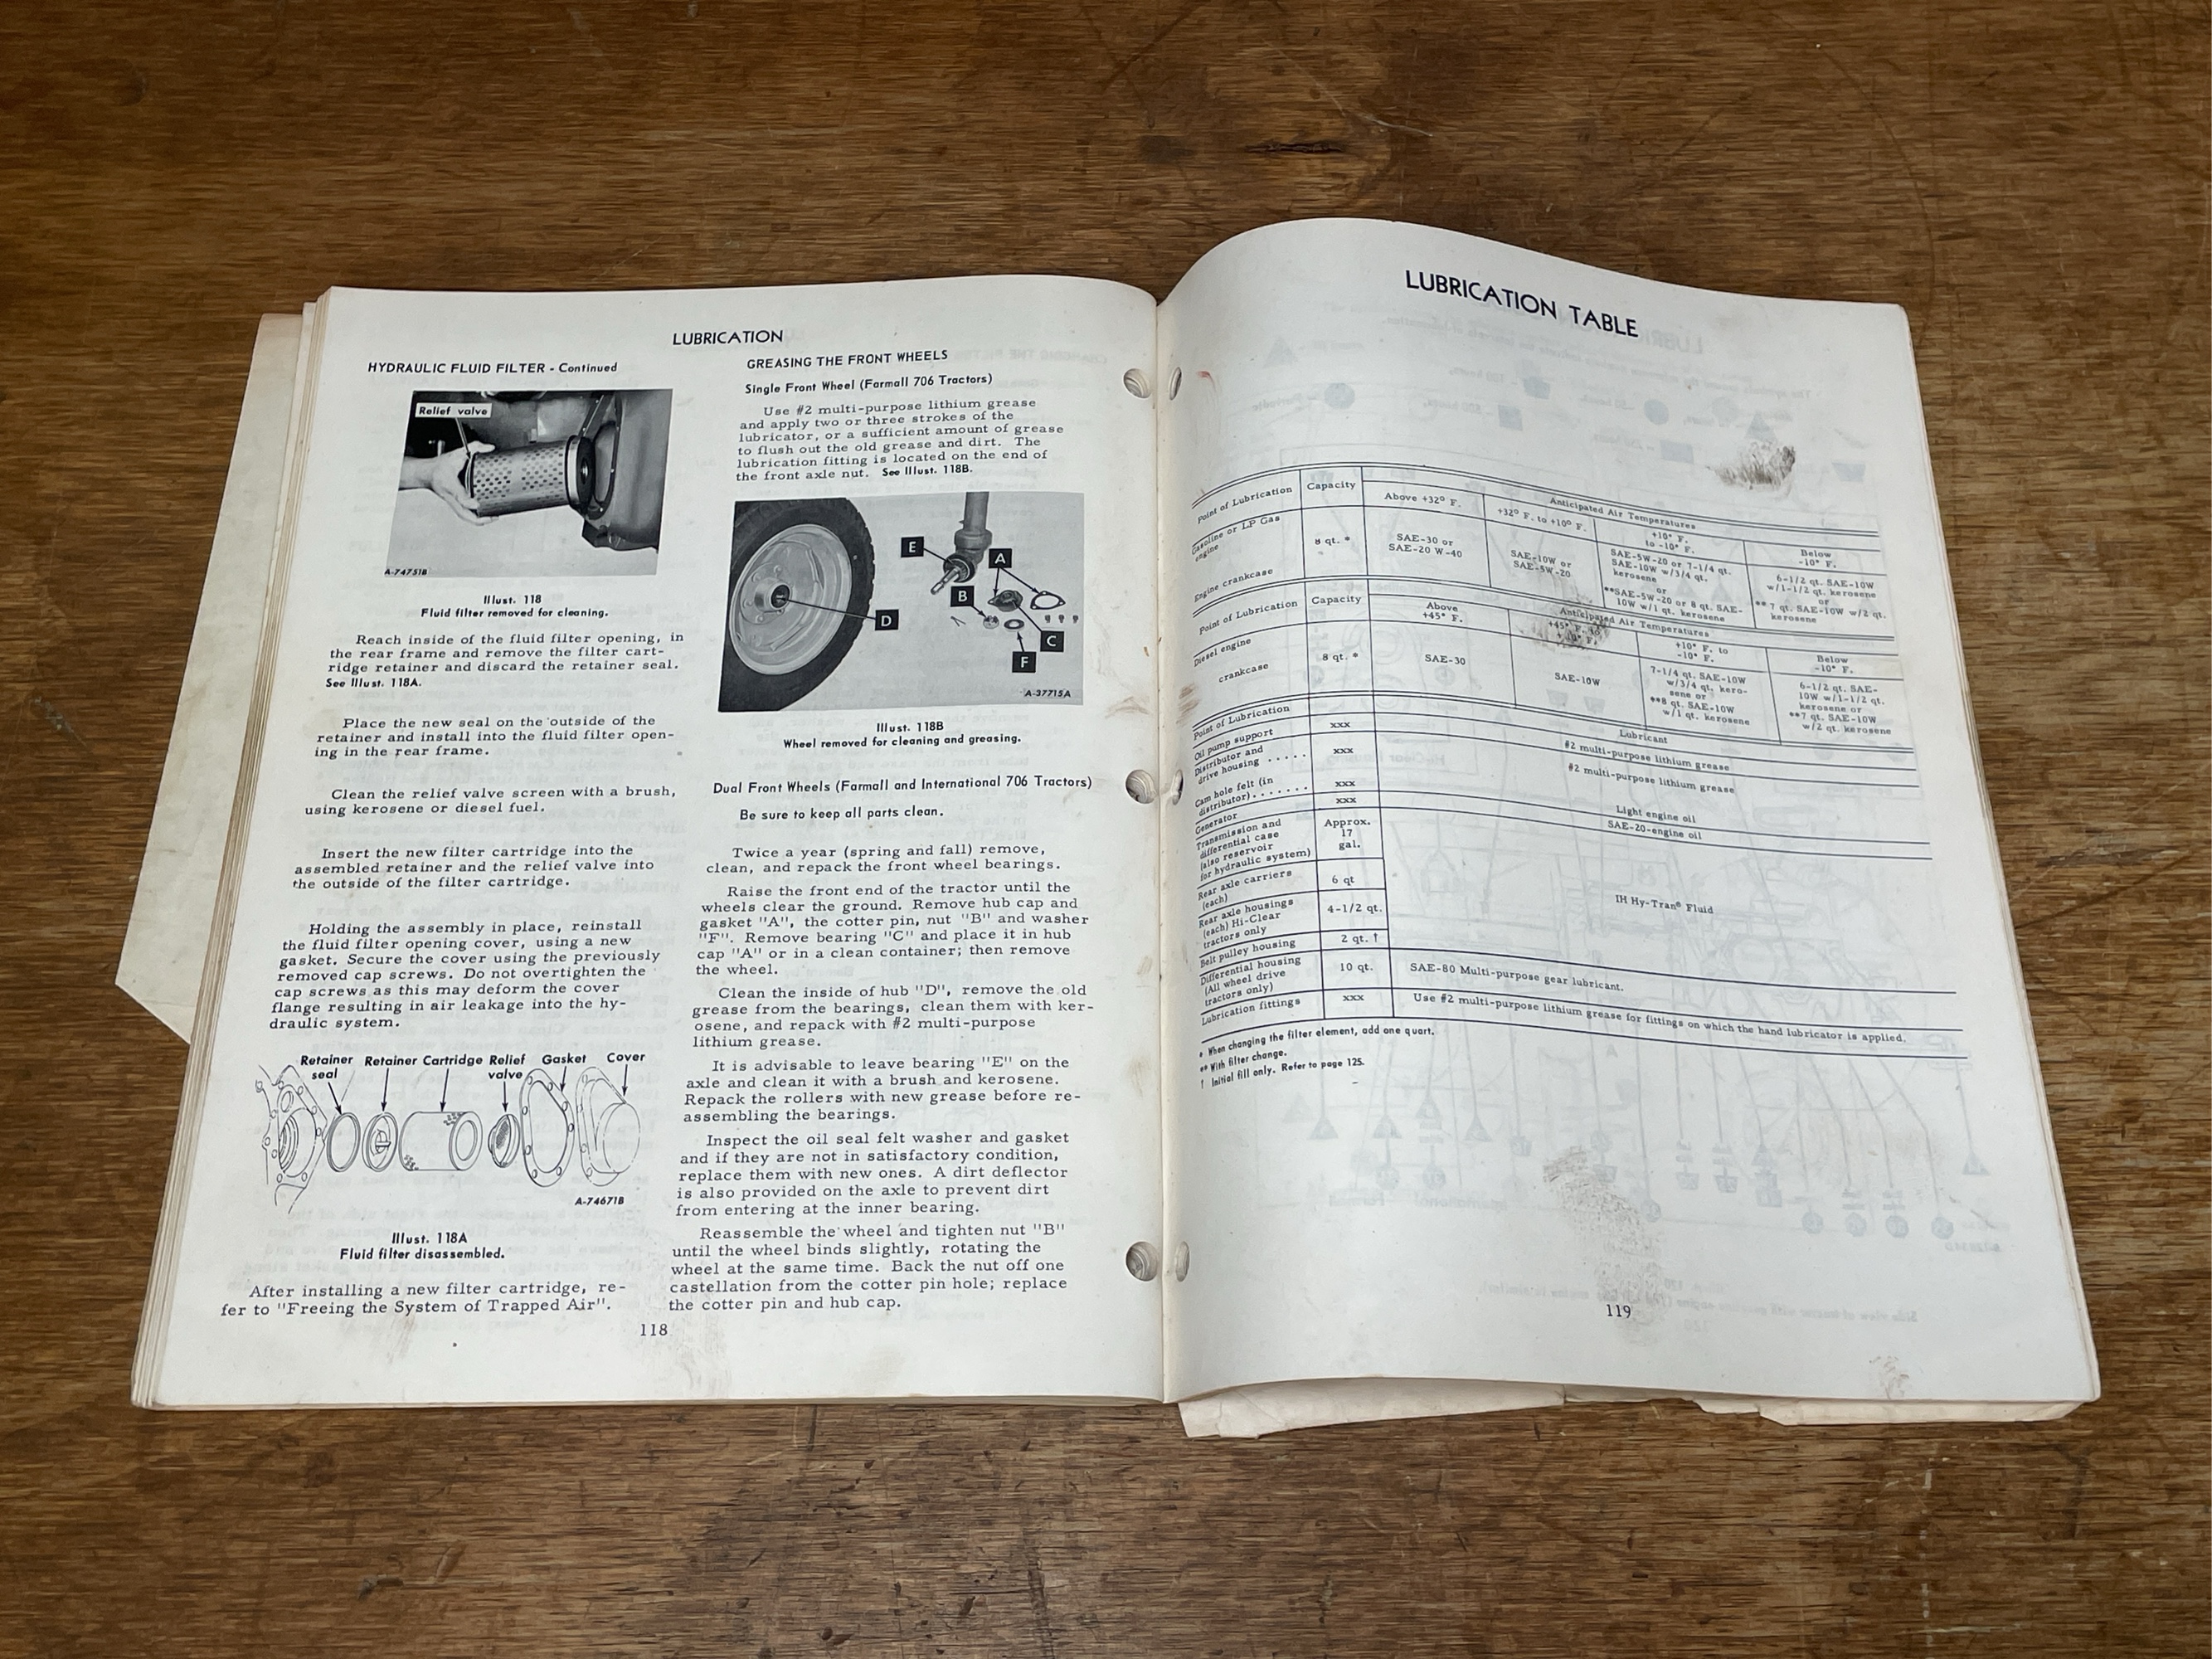 LUBRICATION
HYDRAULIC FLUID FILTER - Continued
Relief valve
A-74751B
Illust. 118
Fluid filter removed for cleaning.
Reach inside of the fluid filter opening, in
the rear frame and remove the filter cart-
ridge retainer and discard the retainer seal.
See Illust. 118A.
Place the new seal on the outside of the
retainer and install into the fluid filter open-
ing in the rear frame.
Clean the relief valve screen with a brush,
using kerosene or diesel fuel.
Insert the new filter cartridge into the
assembled retainer and the relief valve into
the outside of the filter cartridge.
Holding the assembly in place, reinstall
the fluid filter opening cover, using a new
gasket. Secure the cover using the previously
removed cap screws. Do not overtighten the
cap screws as this may deform the cover
flange resulting in air leakage into the hy-
draulic system.
Retainer seal
Retainer
Cartridge
Relief valve
Gasket
Cover
A-74671B
Illust. 118A
Fluid filter disassembled.
After installing a new filter cartridge, re-
fer to "Freeing the System of Trapped Air".
GREASING THE FRONT WHEELS
Single Front Wheel (Farmall 706 Tractors)
Use #2 multi-purpose lithium grease
and apply two or three strokes of the
lubricator, or a sufficient amount of grease
to flush out the old grease and dirt. The
lubrication fitting is located on the end of
the front axle nut. See Illust. 118B.
E
A
B
D
C
F
A-37715A
Illust. 118B
Wheel removed for cleaning and greasing.
Dual Front Wheels (Farmall and International 706 Tractors)
Be sure to keep all parts clean.
Twice a year (spring and fall) remove,
clean, and repack the front wheel bearings.
Raise the front end of the tractor until the
wheels clear the ground. Remove hub cap and
gasket "A", the cotter pin, nut "B" and washer
"F". Remove bearing "C" and place it in hub
cap "A" or in a clean container; then remove
the wheel.
Clean the inside of hub "D", remove the old
grease from the bearings, clean them with ker-
osene, and repack with #2 multi-purpose
lithium grease.
It is advisable to leave bearing "E" on the
axle and clean it with a brush and kerosene.
Repack the rollers with new grease before re-
assembling the bearings.
Inspect the oil seal felt washer and gasket
and if they are not in satisfactory condition,
replace them with new ones. A dirt deflector
is also provided on the axle to prevent dirt
from entering at the inner bearing.
Reassemble the wheel and tighten nut "B"
until the wheel binds slightly, rotating the
wheel at the same time. Back the nut off one
castellation from the cotter pin hole; replace
the cotter pin and hub cap.
118
LUBRICATION TABLE
Point of Lubrication
Capacity
Anticipated Air Temperatures
Above +32° F.
+32° F. to +10° F.
+10° F.
to -10° F.
Below
-10° F.
Gasoline or LP Gas
engine
Engine crankcase
8 qt. *
SAE-30 or
SAE-20 W-40
SAE-10W or
SAE-5W-20
SAE-5W-20 or 7-1/4 qt.
SAE-10W w/3/4 qt.
kerosene
or
**SAE-5W-20 or 8 qt. SAE-
10W w/1 qt. kerosene
6-1/2 qt. SAE-10W
w/1-1/2 qt. kerosene
or
** 7 qt. SAE-10W w/2 qt.
kerosene
Point of Lubrication
Capacity
Anticipated Air Temperatures
Above
+45° F.
+45° F. to
F.
+10° F. to
-10° F.
Below
-10° F.
Diesel engine
crankcase
8 qt. *
SAE-30
SAE-10W
7-1/4 qt. SAE-10W
w/3/4 qt. kero-
sene or
**8 qt. SAE-10W
w/1 qt. kerosene
6-1/2 qt. SAE-
10W w/1-1/2 qt.
kerosene or
**7 qt. SAE-10W
w/2 qt. kerosene
Point of Lubrication
Lubricant
Oil pump support
xxx
#2 multi-purpose lithium grease
Distributor and
drive housing . . . . .
xxx
#2 multi-purpose lithium grease
Cam hole felt (in
distributor) . . . . . . .
xxx
Light engine oil
Generator
xxx
SAE-20-engine oil
Transmission and
differential case
(also reservoir
for hydraulic system)
Approx.
17
gal.
Rear axle carriers
(each)
6 qt
Rear axle housings
(each) Hi-Clear
tractors only
4-1/2 qt.
IH Hy-Tran® Fluid
Belt pulley housing
2 qt. †
Differential housing
(All wheel drive
tractors only)
10 qt.
SAE-80 Multi-purpose gear lubricant.
Lubrication fittings
xxx
Use #2 multi-purpose lithium grease for fittings on which the hand lubricator is applied.
* When changing the filter element, add one quart.
** With filter change.
† Initial fill only. Refer to page 125.
119